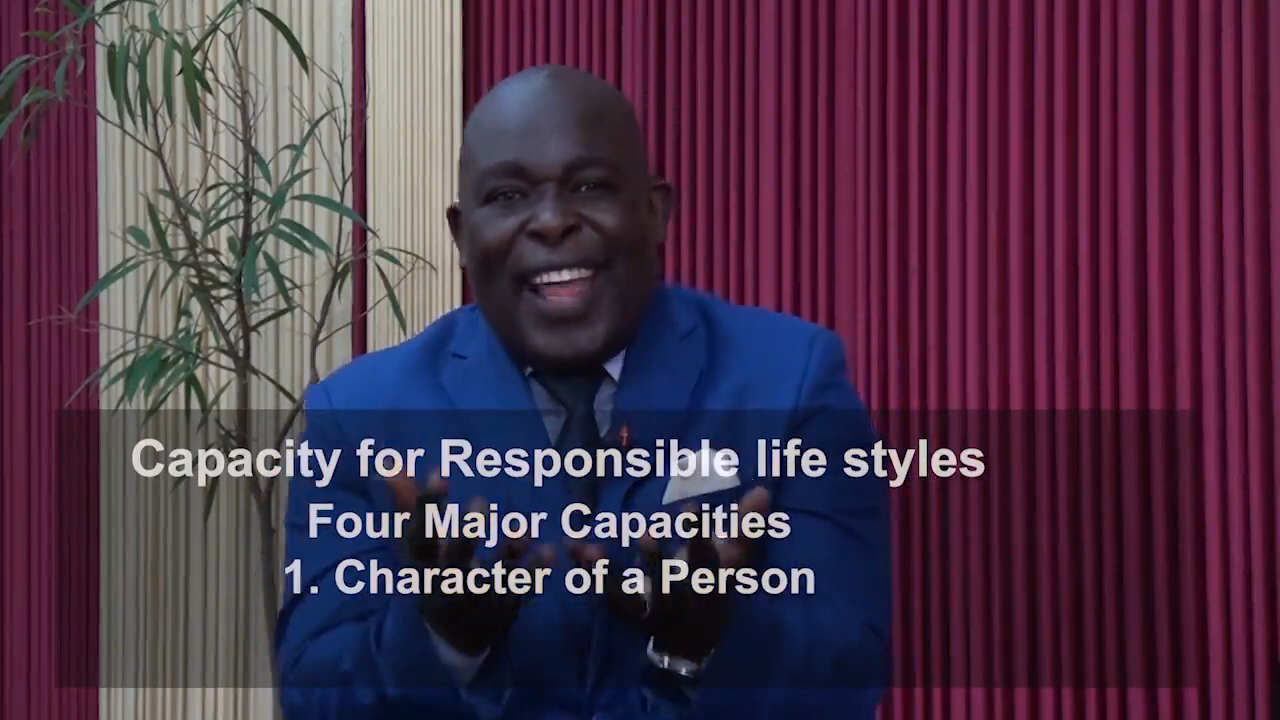 Capacity for Responsible life styles
Four Major Capacities
1. Character of a Person